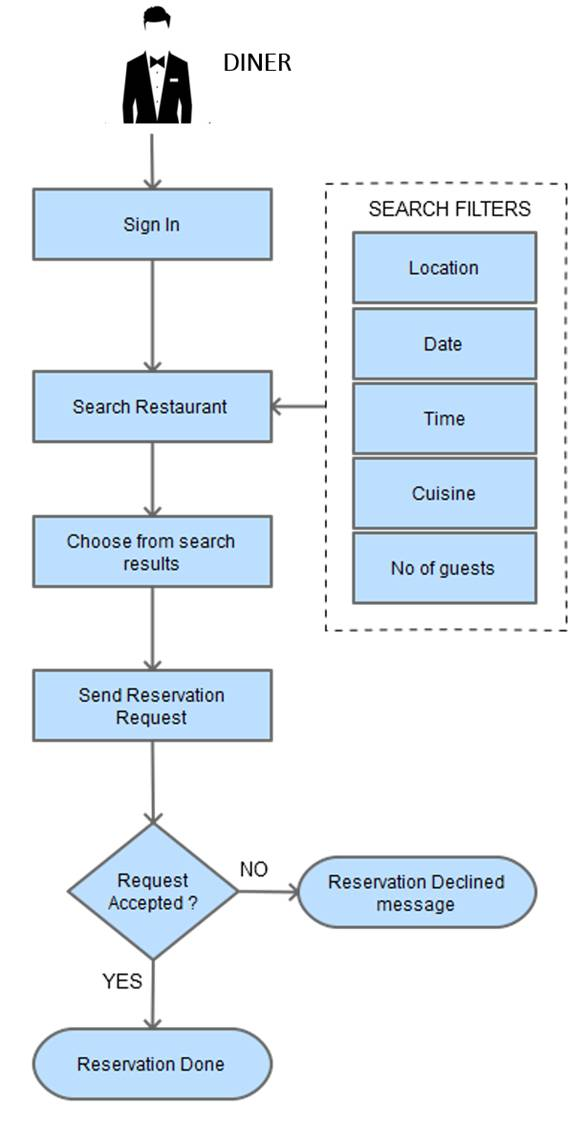 DINER
Sign In
SEARCH FILTERS
Location
Date
Time
Cuisine
No of guests
Search Restaurant
Choose from search
results
Send Reservation
Request
Request
Accepted ?
NO
Reservation Declined
message
YES
Reservation Done